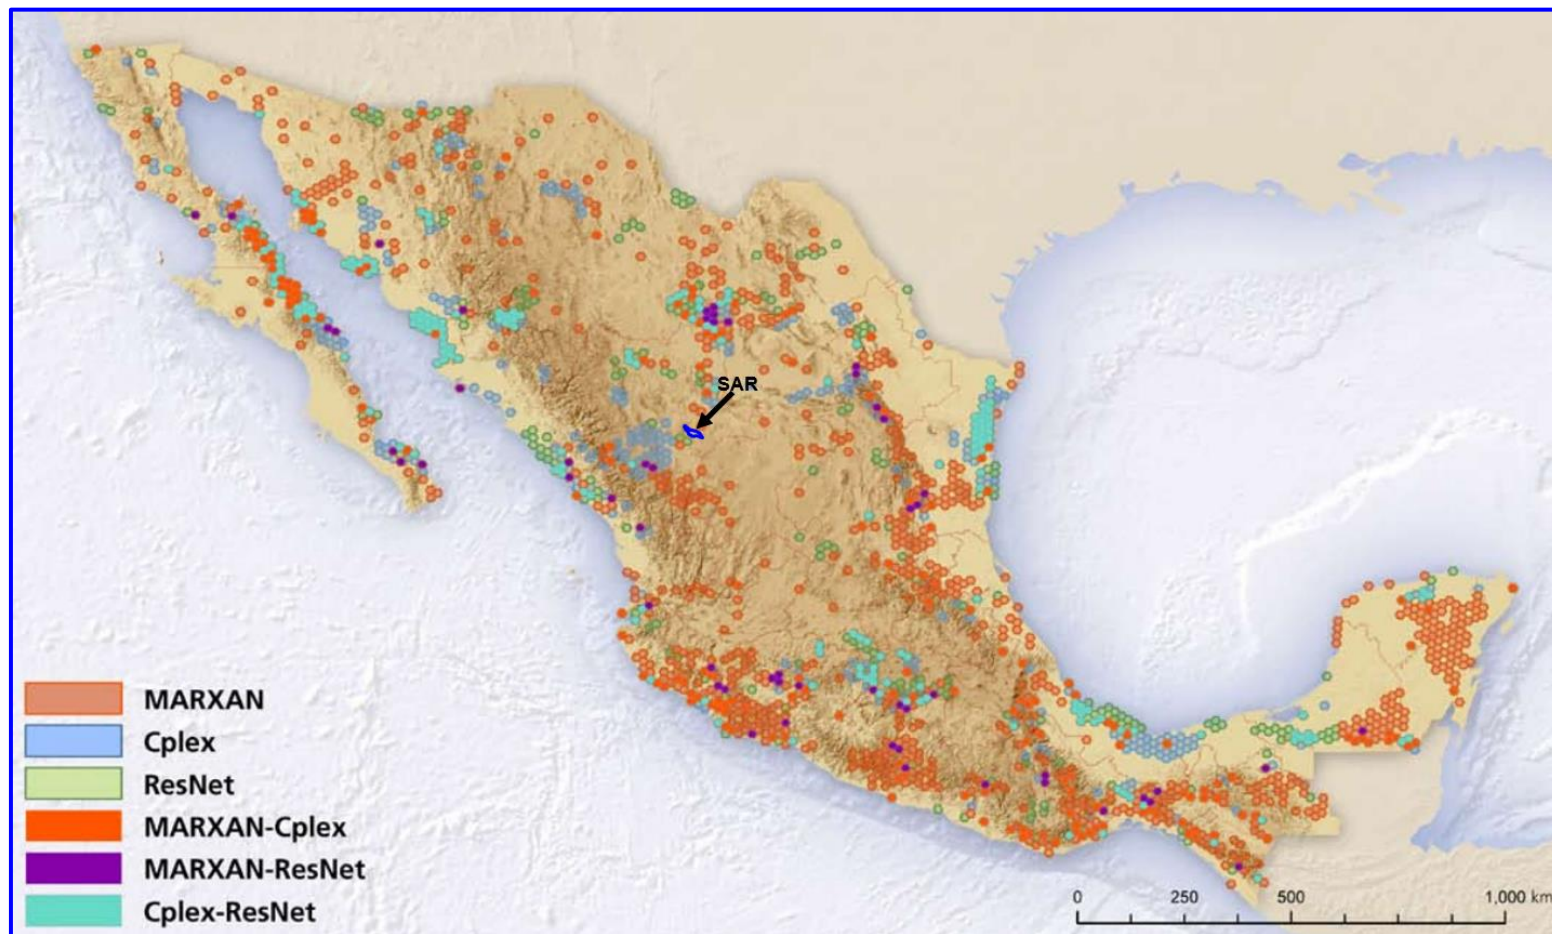 SAR
MARXAN
Cplex
ResNet
MARXAN-Cplex
MARXAN-ResNet
Cplex-ResNet
0 250 500 1,000 km